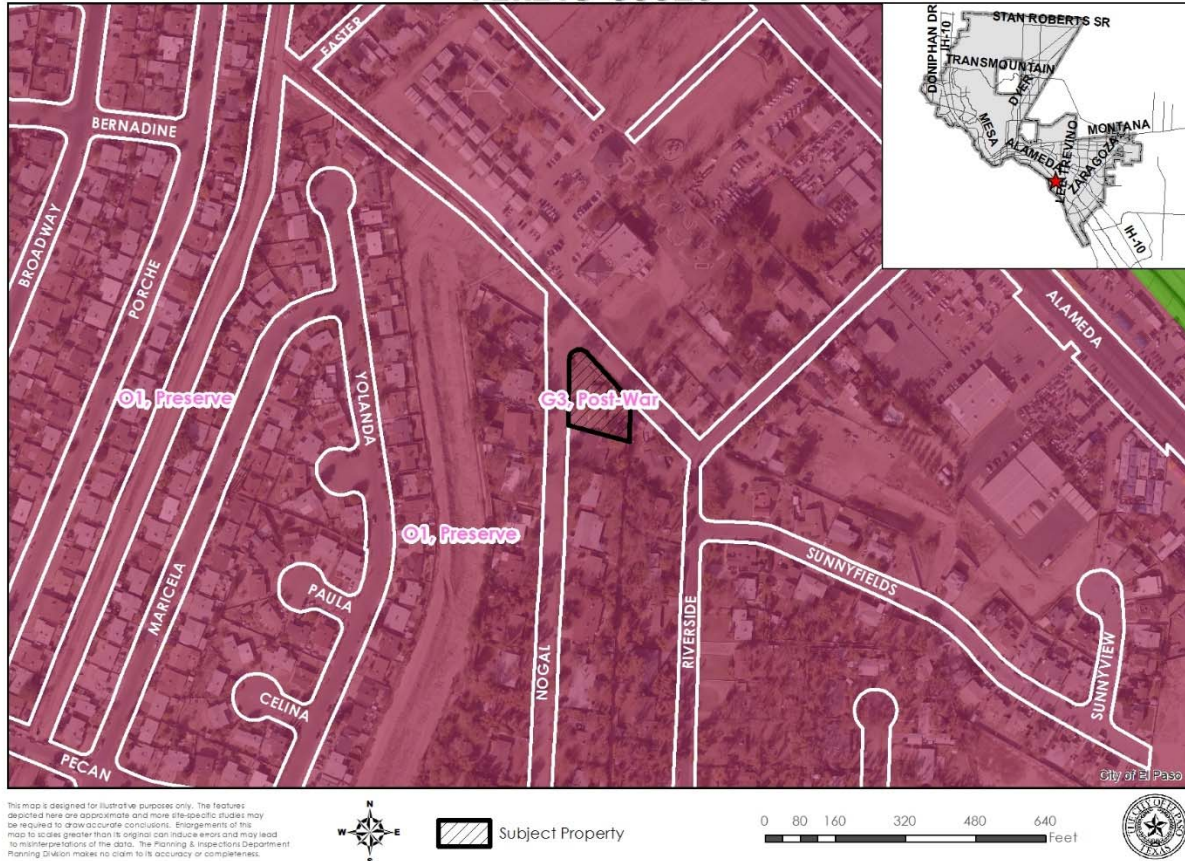 STAN ROBERTS SR
DONIPHAN DR
IH-10
TRANSMOUNTAIN
DYER
MESA
MONTANA
ALAMEDA
LEE TREVINO
ZARAGOZA
IH-10
EASTER
BERNADINE
BROADWAY
PORCHE
YOLANDA
ALAMEDA
O1, Preserve
G3, Post-War
O1, Preserve
MARICELA
PAULA
SUNNYFIELDS
NOGAL
RIVERSIDE
SUNNYVIEW
CELINA
PECAN
City of El Paso
This map is designed for illustrative purposes only. The features
depicted here are approximate and more site-specific studies may
be required to draw accurate conclusions. Enlargements of this
map to scales greater than its original can induce errors and may lead
to misinterpretations of the data. The Planning & Inspections Department
Planning Division makes no claim to its accuracy or completeness.
N
W E
S
Subject Property
0 80 160 320 480 640
Feet